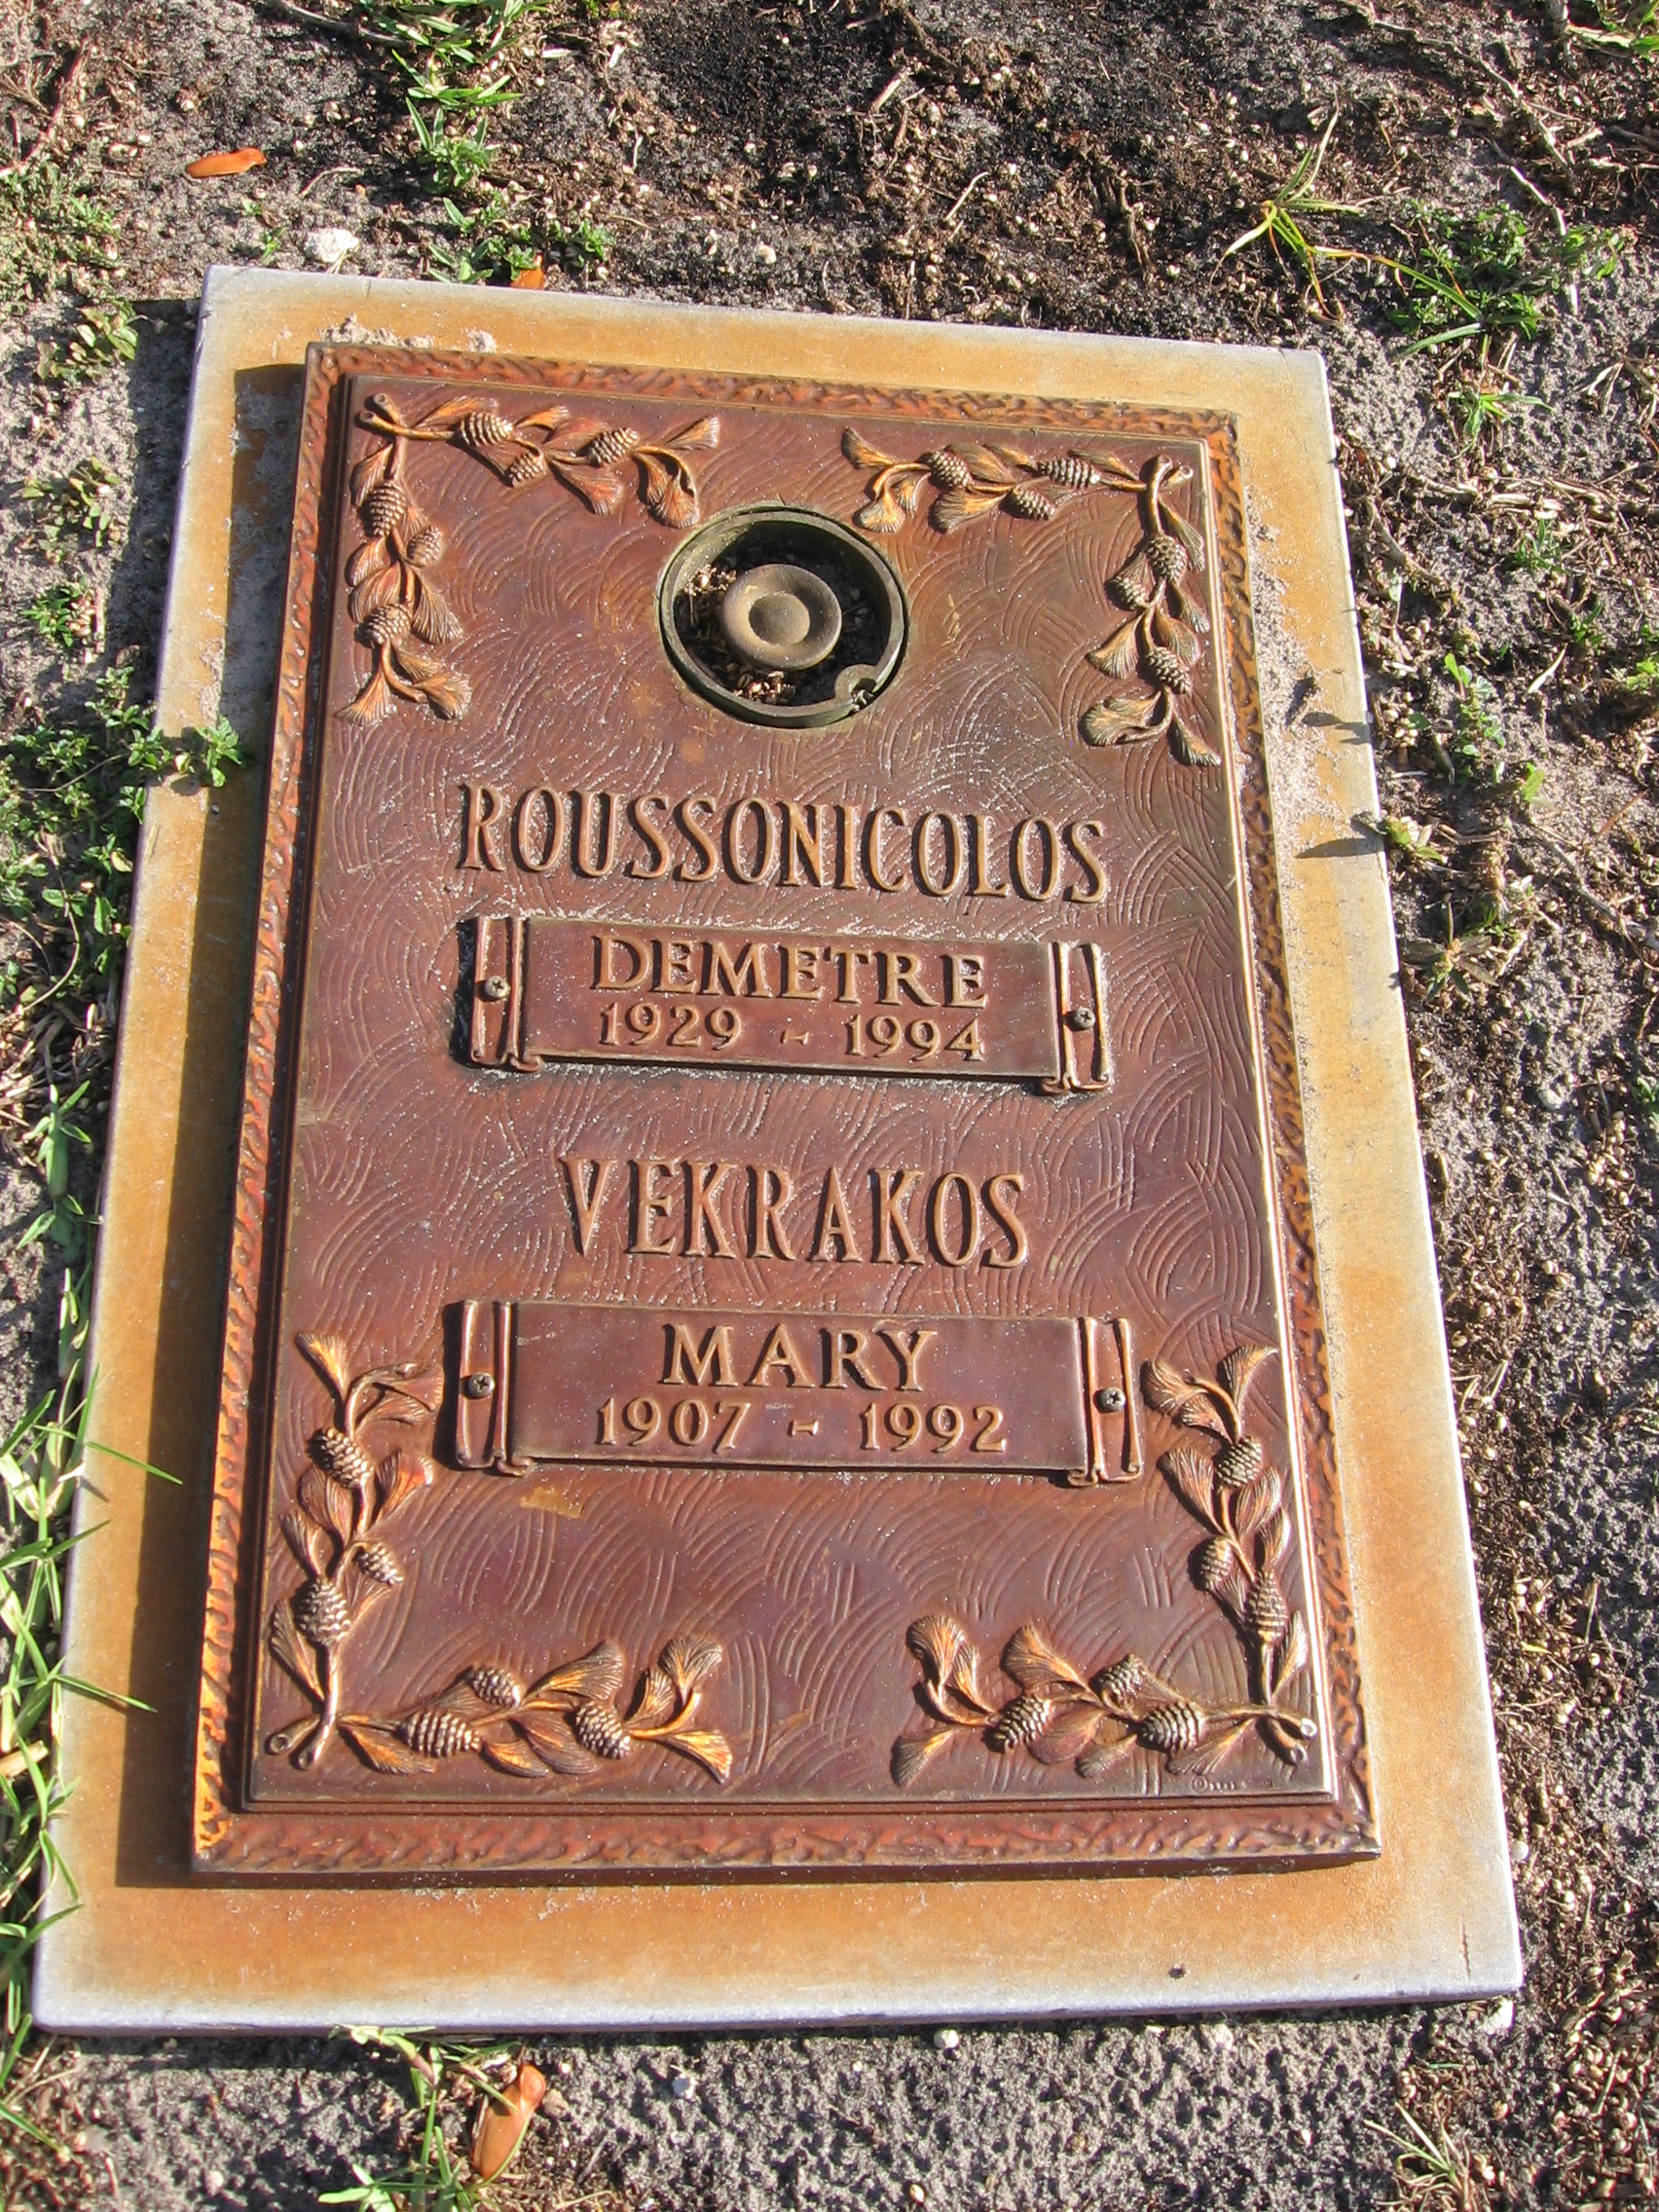 ROUSSONICOLOS
DEMETRE
1929 - 1994
VEKRAKOS
MARY
1907 - 1992